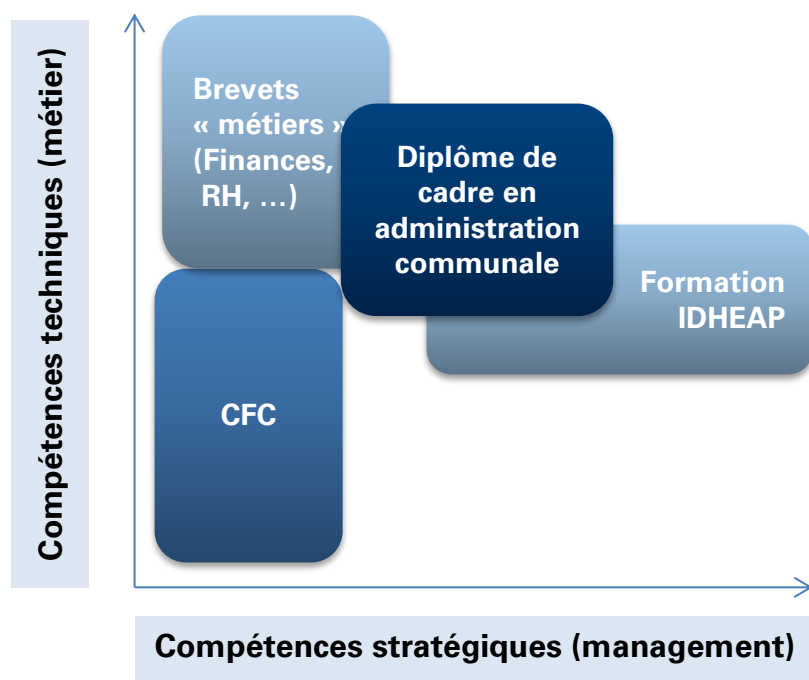 Compétences techniques (métier)
Brevets
« métiers »
(Finances,
RH, …)
Diplôme de
cadre en
administration
communale
Formation
IDHEAP
CFC
Compétences stratégiques (management)